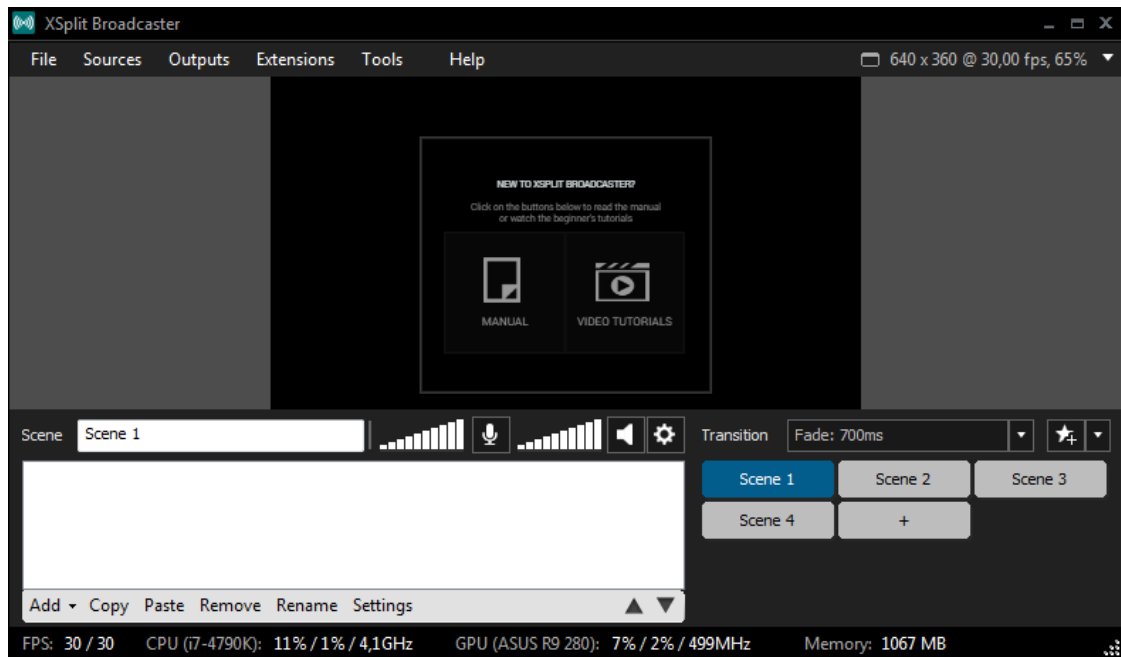 XSplit Broadcaster
File Sources Outputs Extensions Tools Help 640 x 360 @ 30,00 fps, 65%
NEW TO XSPLIT BROADCASTER?
Click on the buttons below to read the manual
or watch the beginner's tutorials
MANUAL VIDEO TUTORIALS
Scene Scene 1 Transition Fade: 700ms
Scene 1 Scene 2 Scene 3
Scene 4 +
Add Copy Paste Remove Rename Settings
FPS: 30 / 30 CPU (i7-4790K): 11% / 1% / 4,1GHz GPU (ASUS R9 280): 7% / 2% / 499MHz Memory: 1067 MB